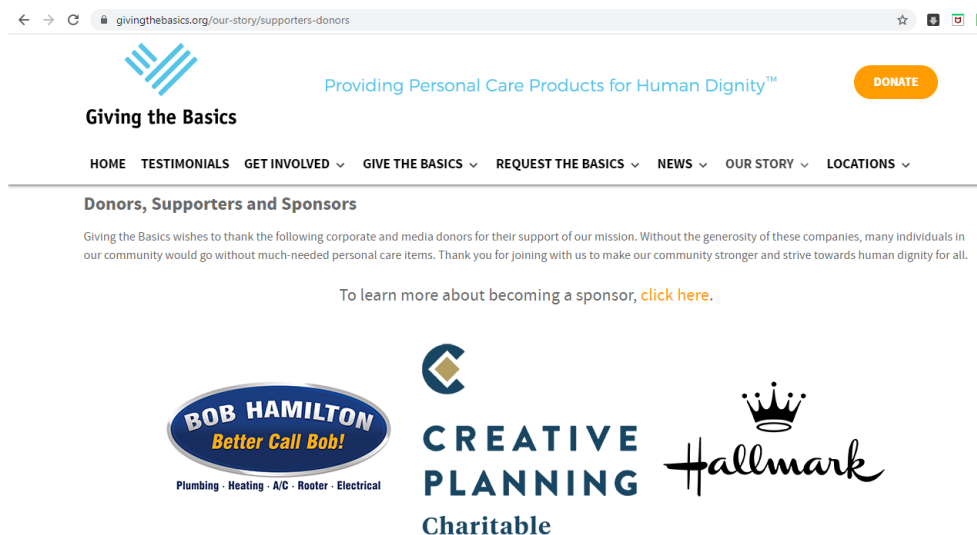 givingthebasics.org/our-story/supporters-donors
Giving the Basics
Providing Personal Care Products for Human Dignity™
DONATE
HOME TESTIMONIALS GET INVOLVED GIVE THE BASICS REQUEST THE BASICS NEWS OUR STORY LOCATIONS
Donors, Supporters and Sponsors
Giving the Basics wishes to thank the following corporate and media donors for their support of our mission. Without the generosity of these companies, many individuals in
our community would go without much-needed personal care items. Thank you for joining with us to make our community stronger and strive towards human dignity for all.
To learn more about becoming a sponsor, click here.
BOB HAMILTON
Better Call Bob!
Plumbing · Heating · A/C · Rooter · Electrical
CREATIVE
PLANNING
Charitable
Hallmark